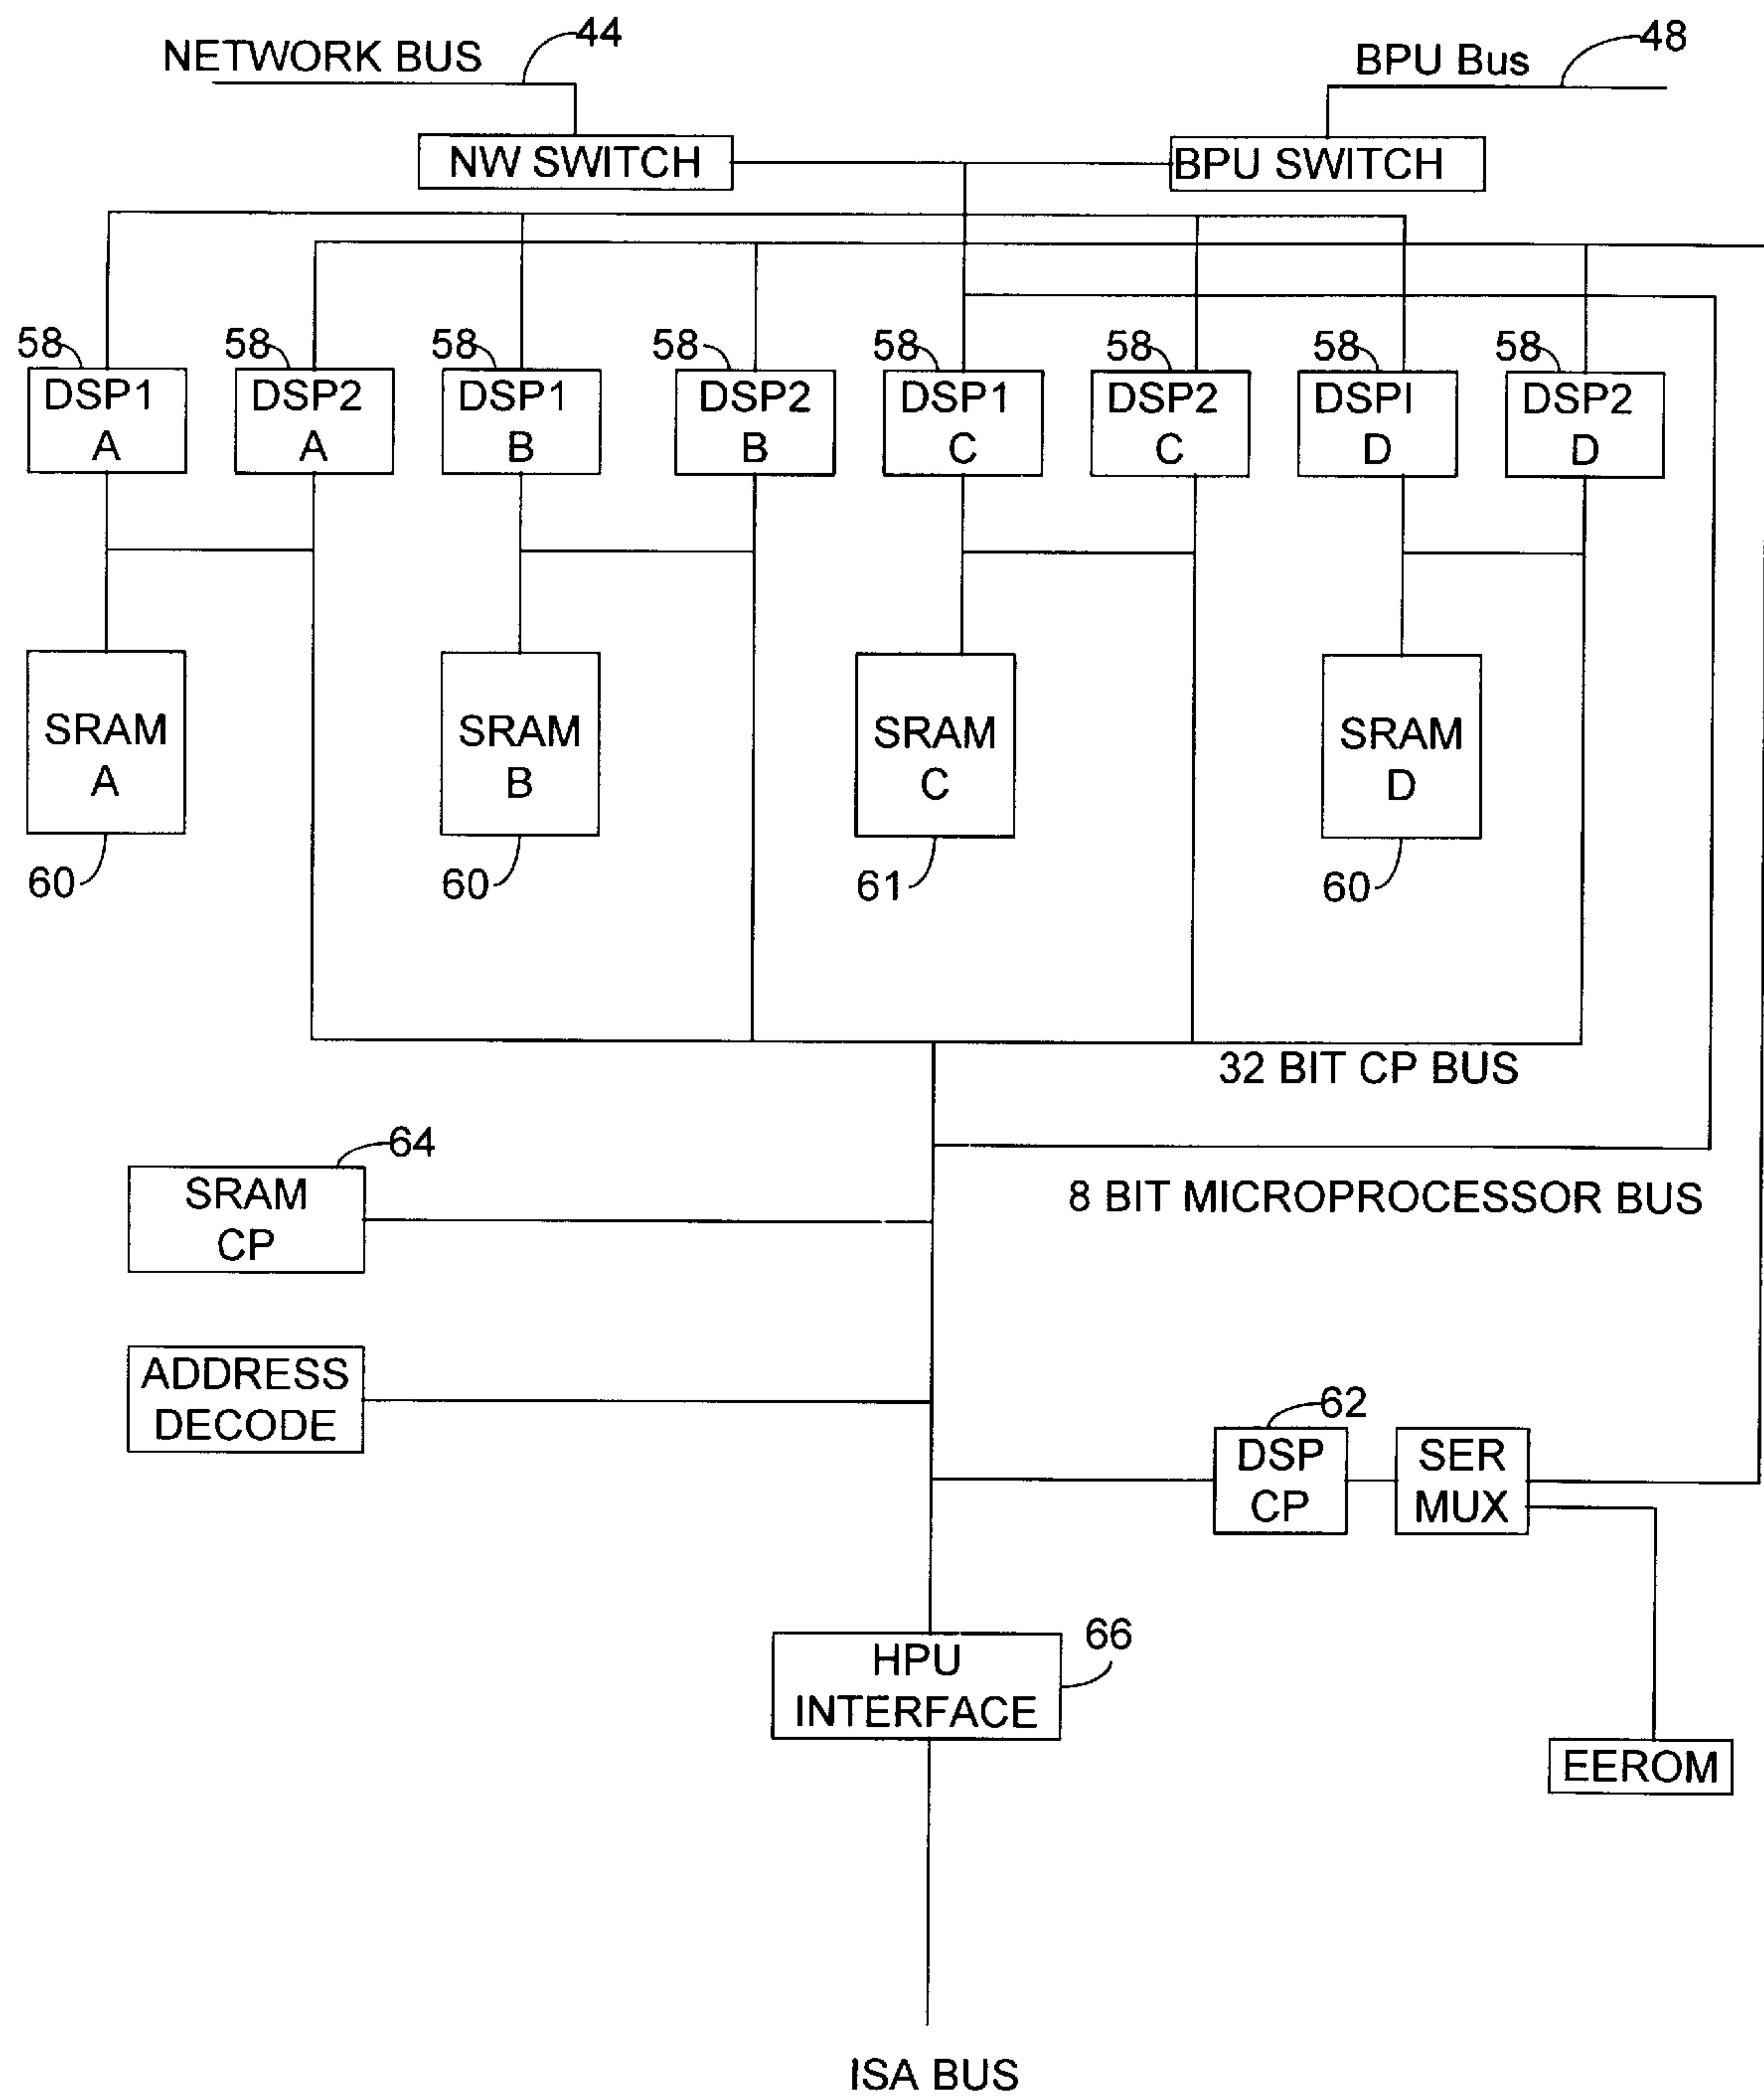 NETWORK BUS
44
BPU Bus
48
NW SWITCH
BPU SWITCH
58
58
58
58
58
58
58
58
DSP1
A
DSP2
A
DSP1
B
DSP2
B
DSP1
C
DSP2
C
DSPI
D
DSP2
D
SRAM
A
SRAM
B
SRAM
C
SRAM
D
60
60
61
60
32 BIT CP BUS
64
SRAM
CP
8 BIT MICROPROCESSOR BUS
ADDRESS
DECODE
62
DSP
CP
SER
MUX
66
HPU
INTERFACE
EEROM
ISA BUS